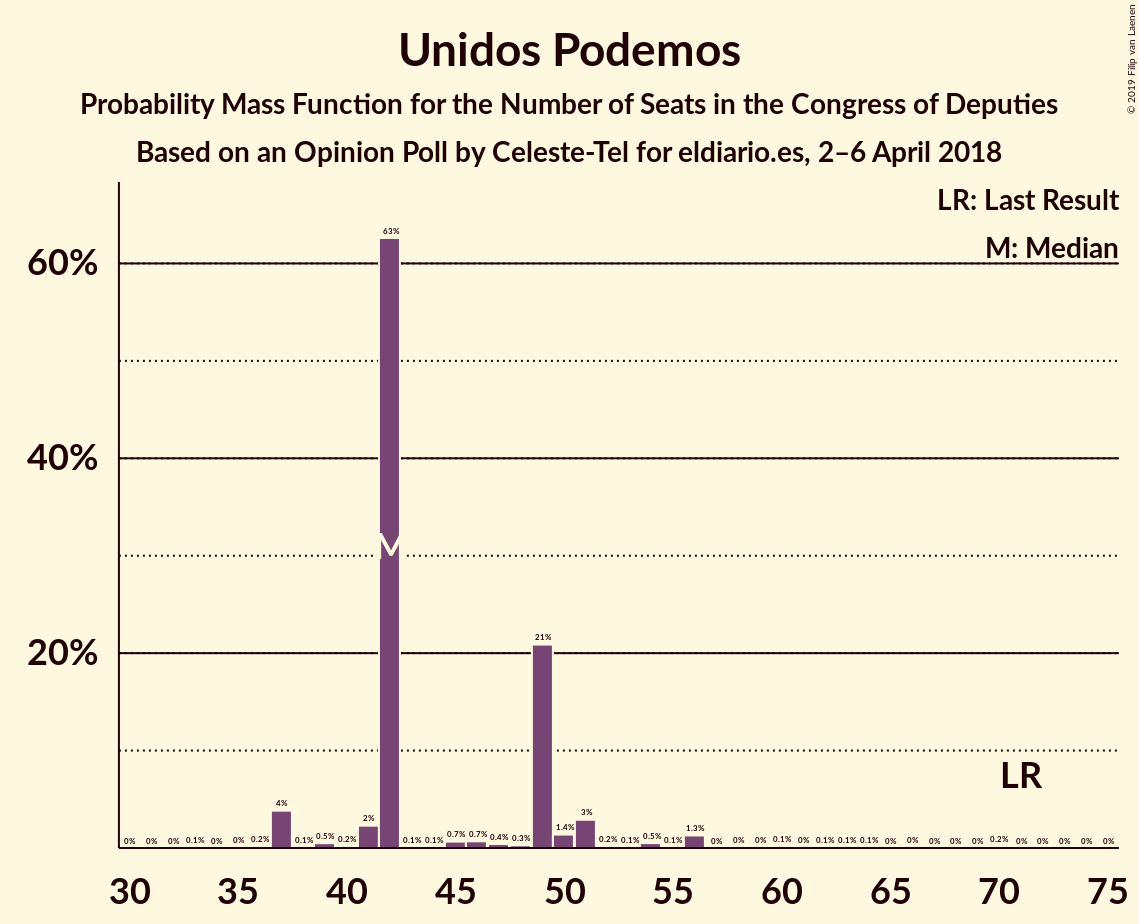 Unidos Podemos
Probability Mass Function for the Number of Seats in the Congress of Deputies
Based on an Opinion Poll by Celeste-Tel for eldiario.es, 2–6 April 2018
© 2019 Filip van Laenen
LR: Last Result
M: Median
60%
40%
20%
0% 0% 0% 0.1% 0% 0% 0.2% 4% 0.1% 0.5% 0.2% 2% 63% 0.1% 0.1% 0.7% 0.7% 0.4% 0.3% 21% 1.4% 3% 0.2% 0.1% 0.5% 0.1% 1.3% 0% 0% 0% 0.1% 0% 0.1% 0.1% 0.1% 0% 0% 0% 0% 0% 0.2% 0% 0% 0% 0% 0%
M
LR
30 35 40 45 50 55 60 65 70 75